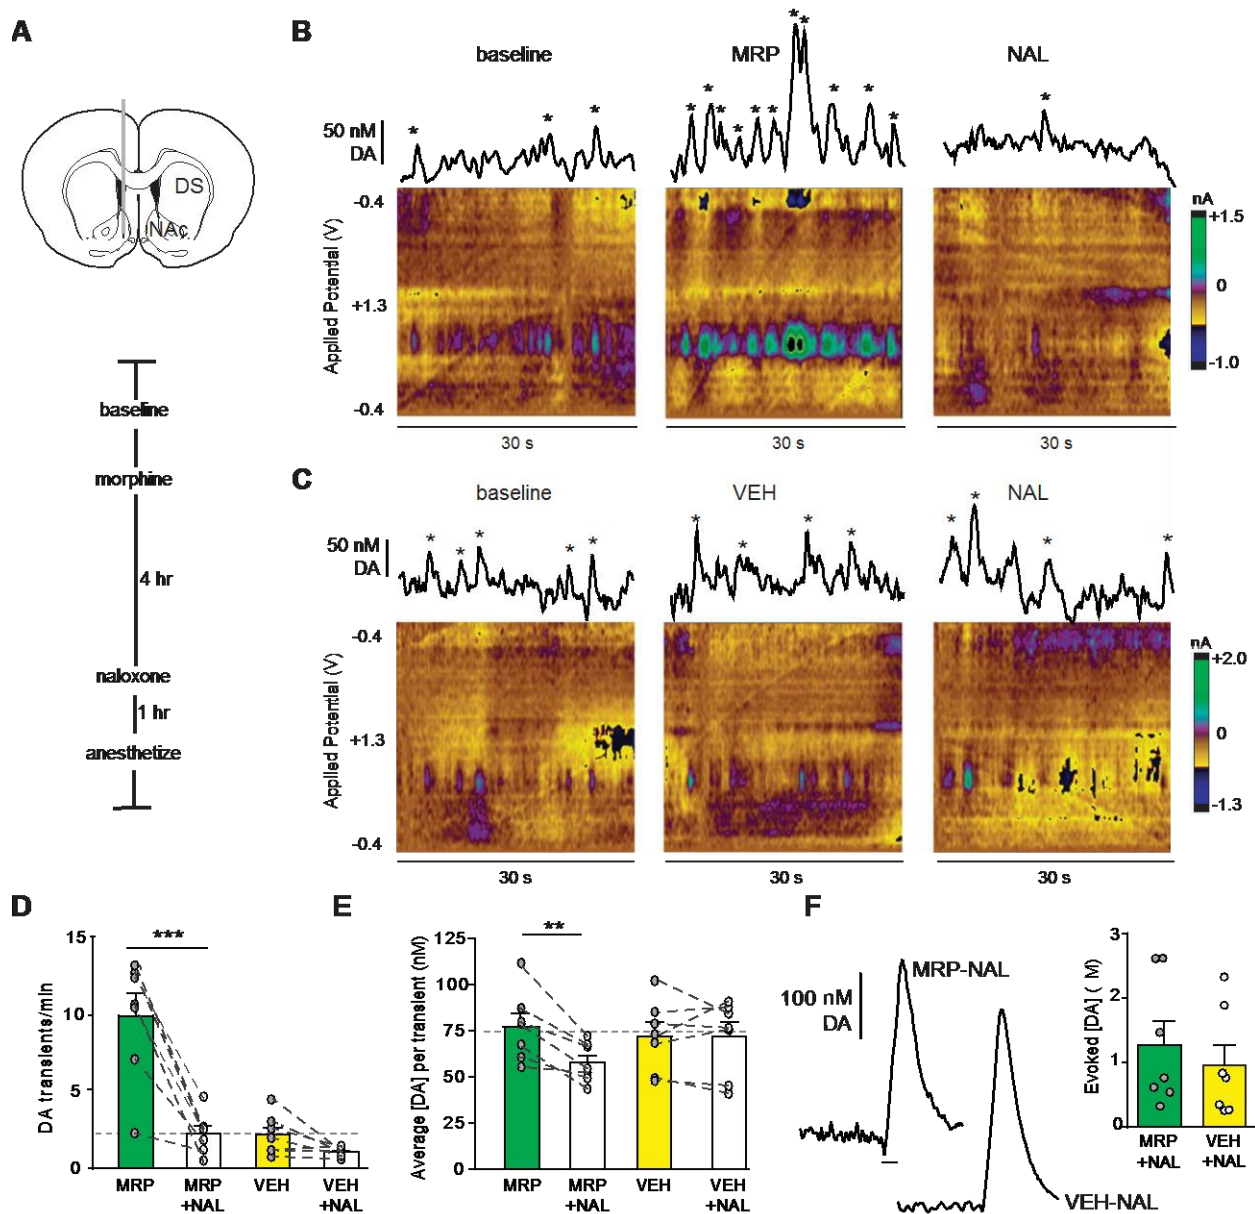 A
DS
NAc
baseline
morphine
4 hr
naloxone
1 hr
anesthetize
B
baseline
MRP
NAL
50 nM
DA
* * *
* * * * * * * * * * *
*
Applied Potential (V)
-0.4
+1.3
-0.4
nA
+1.5
0
-1.0
30 s
30 s
30 s
C
baseline
VEH
NAL
50 nM
DA
* * * * *
* * * *
* * * *
Applied Potential (V)
-0.4
+1.3
-0.4
nA
+2.0
0
-1.3
30 s
30 s
30 s
D
DA transients/min
15
10
5
0
***
MRP
MRP
+NAL
VEH
VEH
+NAL
E
Average [DA] per transient (nM)
125
100
75
50
25
0
**
MRP
MRP
+NAL
VEH
VEH
+NAL
F
100 nM
DA
MRP-NAL
VEH-NAL
Evoked [DA] ( M)
3
2
1
0
MRP
+NAL
VEH
+NAL